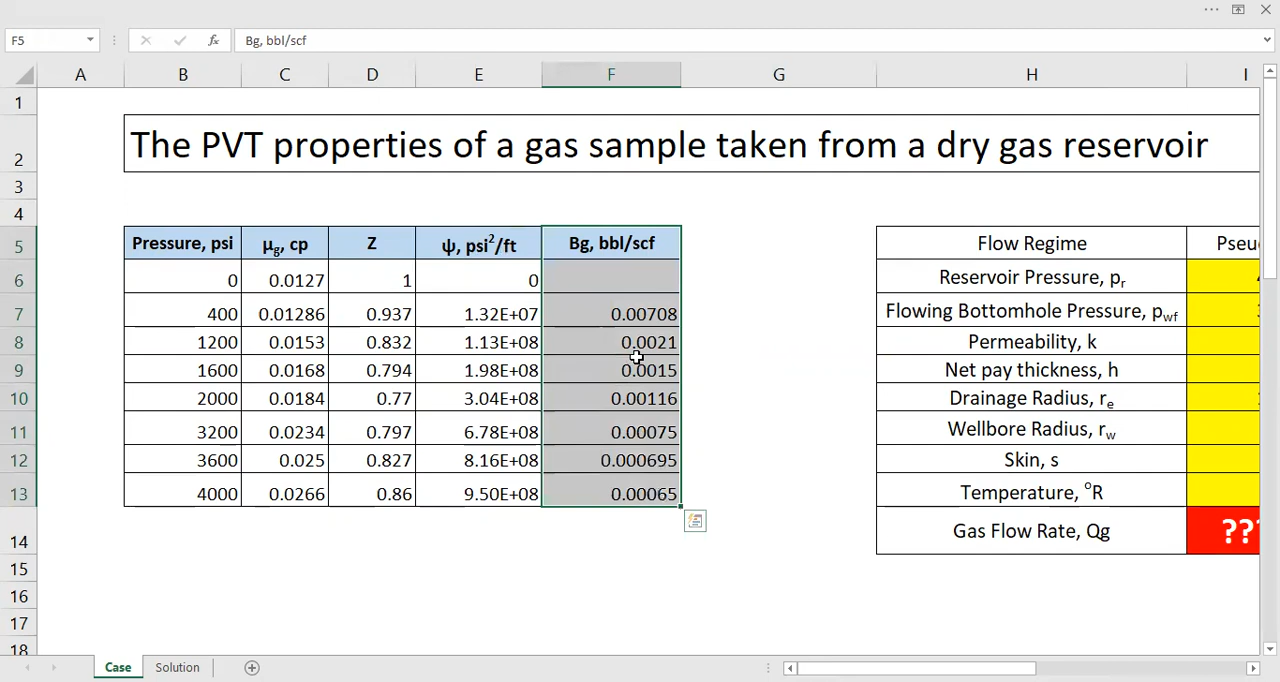 F5 fx Bg, bbl/scf
A B C D E F G H I
1
2 The PVT properties of a gas sample taken from a dry gas reservoir
3
4
5 Pressure, psi μg, cp Z ψ, psi²/ft Bg, bbl/scf Flow Regime Pseu
6 0 0.0127 1 0 Reservoir Pressure, pr
7 400 0.01286 0.937 1.32E+07 0.00708 Flowing Bottomhole Pressure, pwf
8 1200 0.0153 0.832 1.13E+08 0.0021 Permeability, k
9 1600 0.0168 0.794 1.98E+08 0.0015 Net pay thickness, h
10 2000 0.0184 0.77 3.04E+08 0.00116 Drainage Radius, re
11 3200 0.0234 0.797 6.78E+08 0.00075 Wellbore Radius, rw
12 3600 0.025 0.827 8.16E+08 0.000695 Skin, s
13 4000 0.0266 0.86 9.50E+08 0.00065 Temperature, °R
14 Gas Flow Rate, Qg ??
15
16
17
18
Case Solution